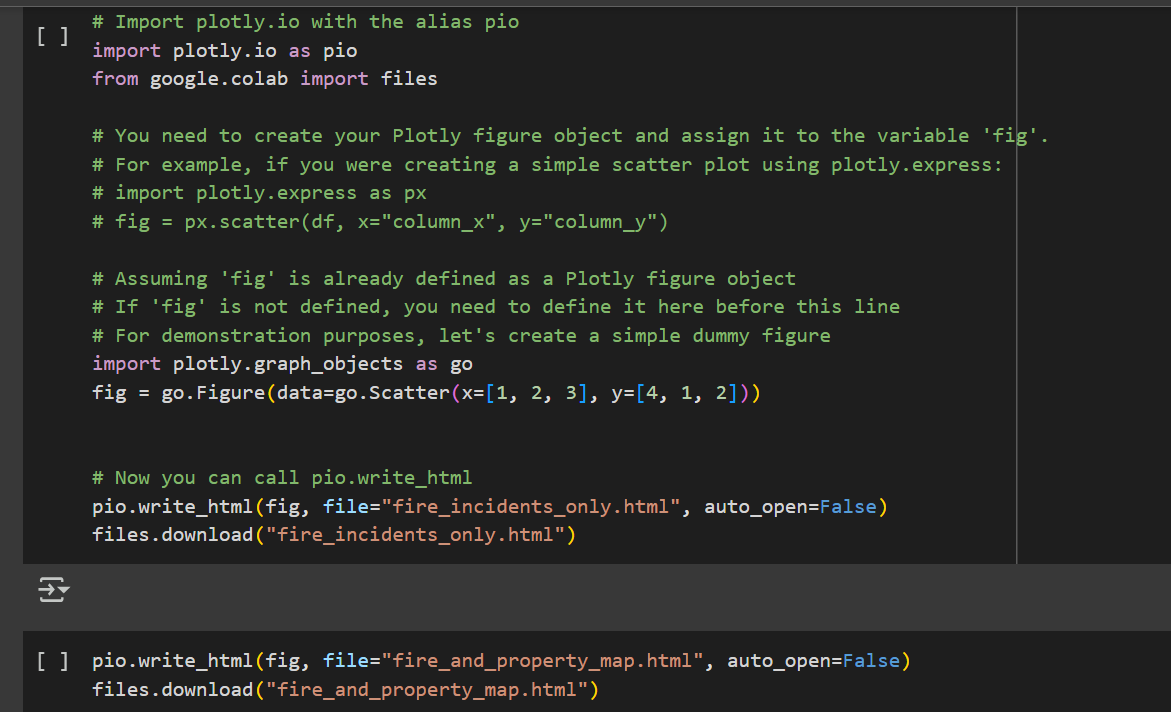 # Import plotly.io with the alias pio
[ ] import plotly.io as pio
from google.colab import files
# You need to create your Plotly figure object and assign it to the variable 'fig'.
# For example, if you were creating a simple scatter plot using plotly.express:
# import plotly.express as px
# fig = px.scatter(df, x="column_x", y="column_y")
# Assuming 'fig' is already defined as a Plotly figure object
# If 'fig' is not defined, you need to define it here before this line
# For demonstration purposes, let's create a simple dummy figure
import plotly.graph_objects as go
fig = go.Figure(data=go.Scatter(x=[1, 2, 3], y=[4, 1, 2]))
# Now you can call pio.write_html
pio.write_html(fig, file="fire_incidents_only.html", auto_open=False)
files.download("fire_incidents_only.html")
[ ] pio.write_html(fig, file="fire_and_property_map.html", auto_open=False)
files.download("fire_and_property_map.html")